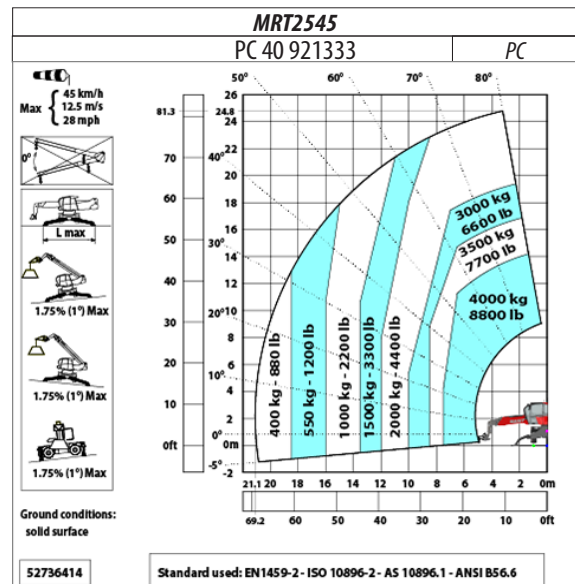 MRT2545
PC 40 921333 PC
Max { 45 km/h
12.5 m/s
28 mph
0°
L max
1.75% (1°) Max
1.75% (1°) Max
1.75% (1°) Max
Ground conditions:
solid surface
52736414
50° 60° 70° 80°
81.3 24.8
26
24
22
20
18
16
14
12
10
8
6
4
2
0m
-2
70
60
50
40
30
20
10
0ft
40°
30°
20°
10°
0°
-5°
3000 kg
6600 lb
3500 kg
7700 lb
4000 kg
8800 lb
400 kg - 880 lb
550 kg - 1200 lb
1000 kg - 2200 lb
1500 kg - 3300 lb
2000 kg - 4400 lb
21.1 20 18 16 14 12 10 8 6 4 2 0m
69.2 60 50 40 30 20 10 0ft
Standard used: EN1459-2 - ISO 10896-2 - AS 10896.1 - ANSI B56.6